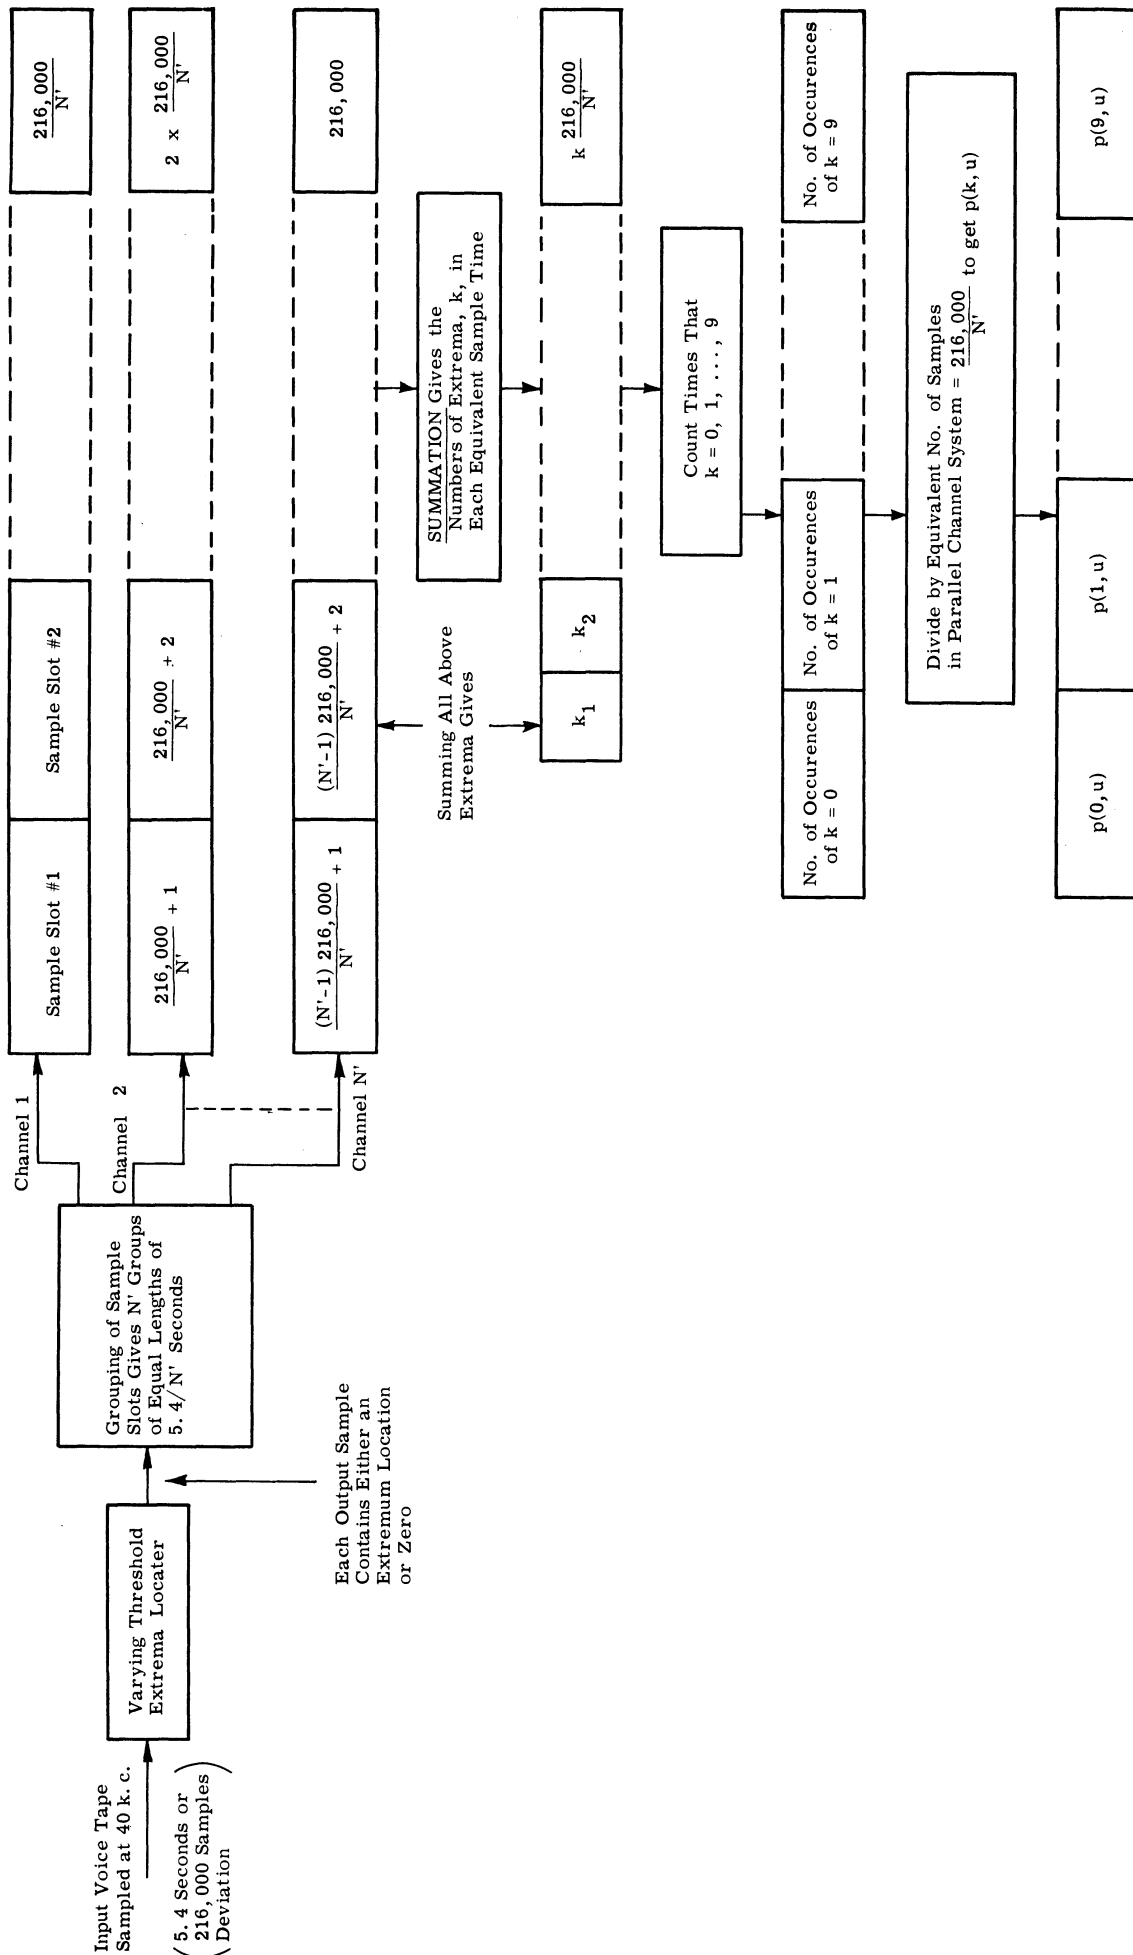 Input Voice Tape
Sampled at 40 k. c.
( 5. 4 Seconds or
216, 000 Samples )
( Deviation
Varying Threshold
Extrema Locater
Each Output Sample
Contains Either an
Extremum Location
or Zero
Grouping of Sample
Slots Gives N' Groups
of Equal Lengths of
5. 4/N' Seconds
Channel 1
Channel 2
Channel N'
Sample Slot #1
Sample Slot #2
216, 000
N'
216, 000
N'
+ 1
216, 000
N'
+ 2
2 x
216, 000
N'
(N'-1) 216, 000
N'
+ 1
(N'-1) 216, 000
N'
+ 2
216, 000
Summing All Above
Extrema Gives
SUMMATION Gives the
Numbers of Extrema, k, in
Each Equivalent Sample Time
k1
k2
k
216, 000
N'
Count Times That
k = 0, 1, ..., 9
No. of Occurences
of k = 0
No. of Occurences
of k = 1
No. of Occurences
of k = 9
Divide by Equivalent No. of Samples
in Parallel Channel System = 216, 000 to get p(k, u)
N'
p(0, u)
p(1, u)
p(9, u)